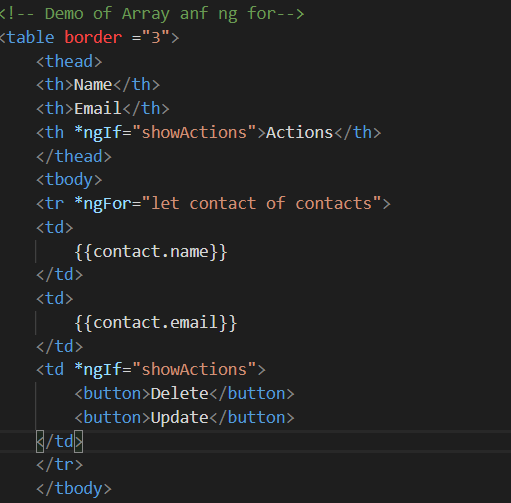 <!-- Demo of Array anf ng for-->
<table border ="3">
<thead>
<th>Name</th>
<th>Email</th>
<th *ngIf="showActions">Actions</th>
</thead>
<tbody>
<tr *ngFor="let contact of contacts">
<td>
{{contact.name}}
</td>
<td>
{{contact.email}}
</td>
<td *ngIf="showActions">
<button>Delete</button>
<button>Update</button>
</td>
</tr>
</tbody>